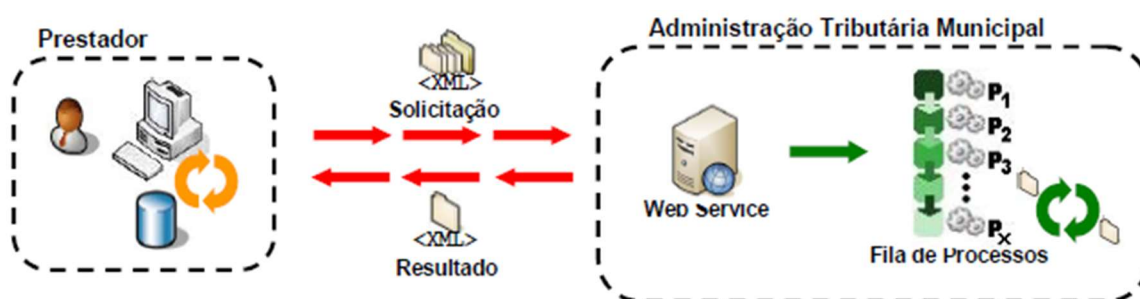 Prestador
Administração Tributária Municipal
<XML>
Solicitação
P1
P2
P3
Px
Web Service
Fila de Processos
<XML>
Resultado